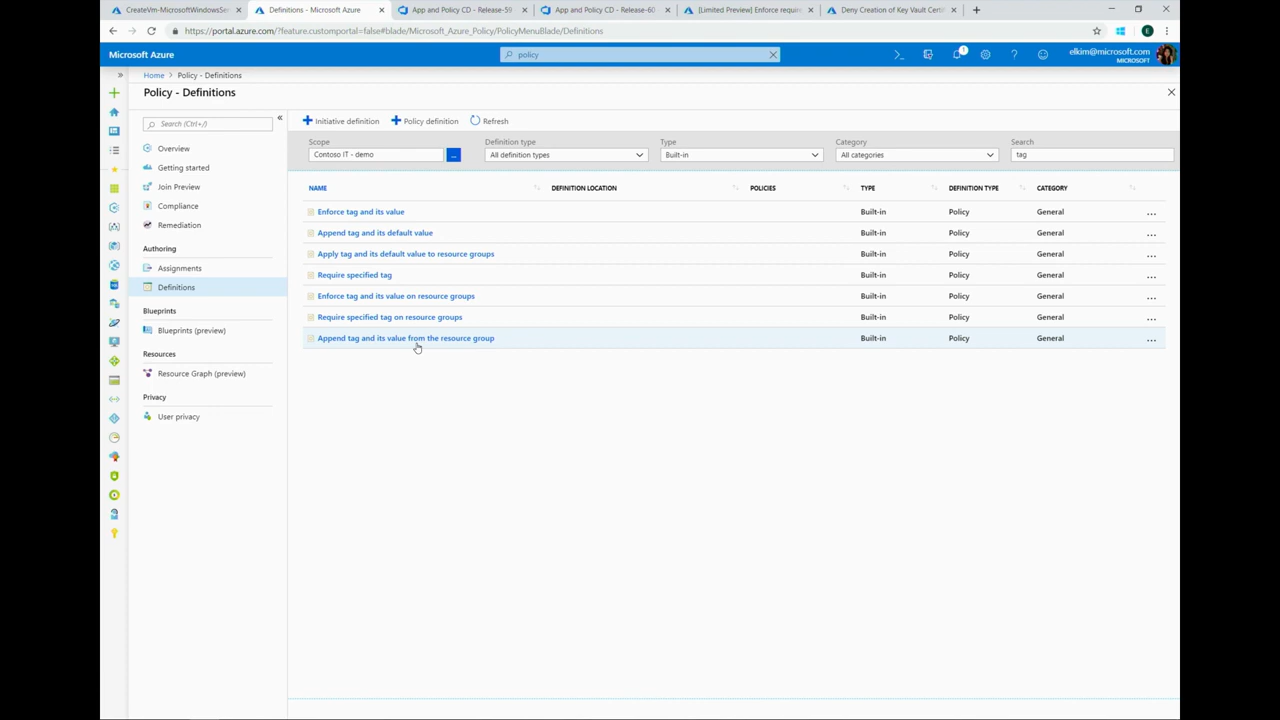 CreateVm-MicrosoftWindowsSer
Definitions - Microsoft Azure
App and Policy CD - Release-59
App and Policy CD - Release-60
[Limited Preview] Enforce require
Deny Creation of Key Vault Certif
https://portal.azure.com/?feature.customportal=false#blade/Microsoft_Azure_Policy/PolicyMenuBlade/Definitions
E
Microsoft Azure
policy
1
elkim@microsoft.com
MICROSOFT
Home > Policy - Definitions
Policy - Definitions
Search (Ctrl+/)
Overview
Getting started
Join Preview
Compliance
Remediation
Authoring
Assignments
Definitions
Blueprints
Blueprints (preview)
Resources
Resource Graph (preview)
Privacy
User privacy
Initiative definition
Policy definition
Refresh
Scope
Definition type
Type
Category
Search
Contoso IT - demo
...
All definition types
Built-in
All categories
tag
NAME DEFINITION LOCATION POLICIES TYPE DEFINITION TYPE CATEGORY
Enforce tag and its value Built-in Policy General ...
Append tag and its default value Built-in Policy General ...
Apply tag and its default value to resource groups Built-in Policy General ...
Require specified tag Built-in Policy General ...
Enforce tag and its value on resource groups Built-in Policy General ...
Require specified tag on resource groups Built-in Policy General ...
Append tag and its value from the resource group Built-in Policy General ...